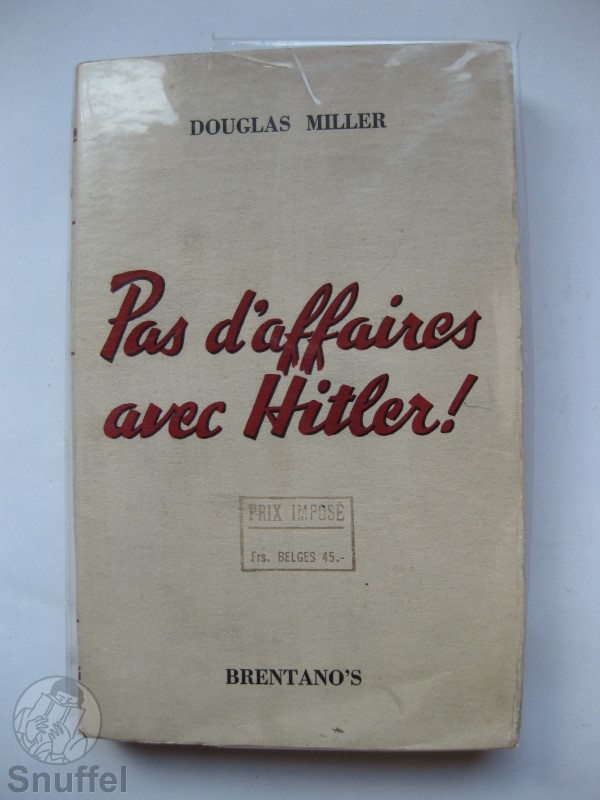 DOUGLAS MILLER
Pas d'affaires
avec Hitler!
PRIX IMPOSÉ
Frs. BELGES 45.-
BRENTANO'S
Snuffel